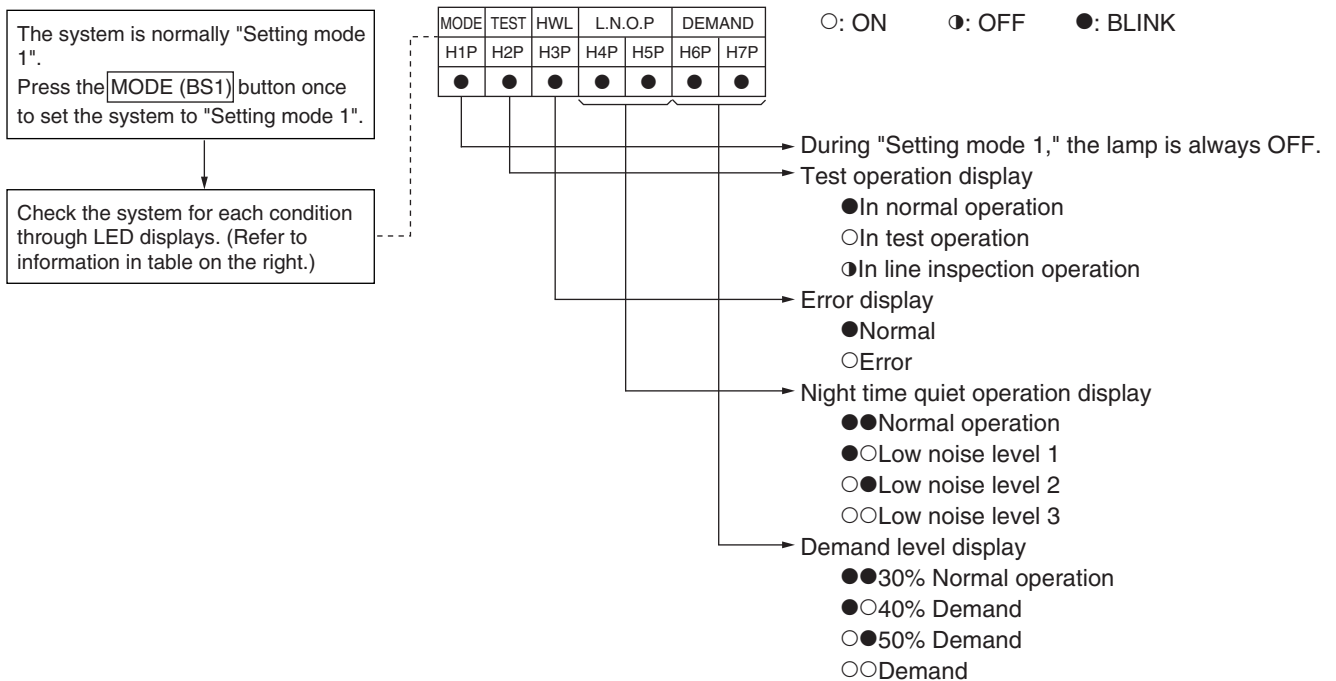 The system is normally "Setting mode
1".
Press the MODE (BS1) button once
to set the system to "Setting mode 1".
Check the system for each condition
through LED displays. (Refer to
information in table on the right.)
MODE TEST HWL L.N.O.P DEMAND
H1P H2P H3P H4P H5P H6P H7P
● ● ● ● ● ● ●
○: ON ◑: OFF ●: BLINK
During "Setting mode 1," the lamp is always OFF.
Test operation display
●In normal operation
○In test operation
◑In line inspection operation
Error display
●Normal
○Error
Night time quiet operation display
●●Normal operation
●○Low noise level 1
○●Low noise level 2
○○Low noise level 3
Demand level display
●●30% Normal operation
●○40% Demand
○●50% Demand
○○Demand